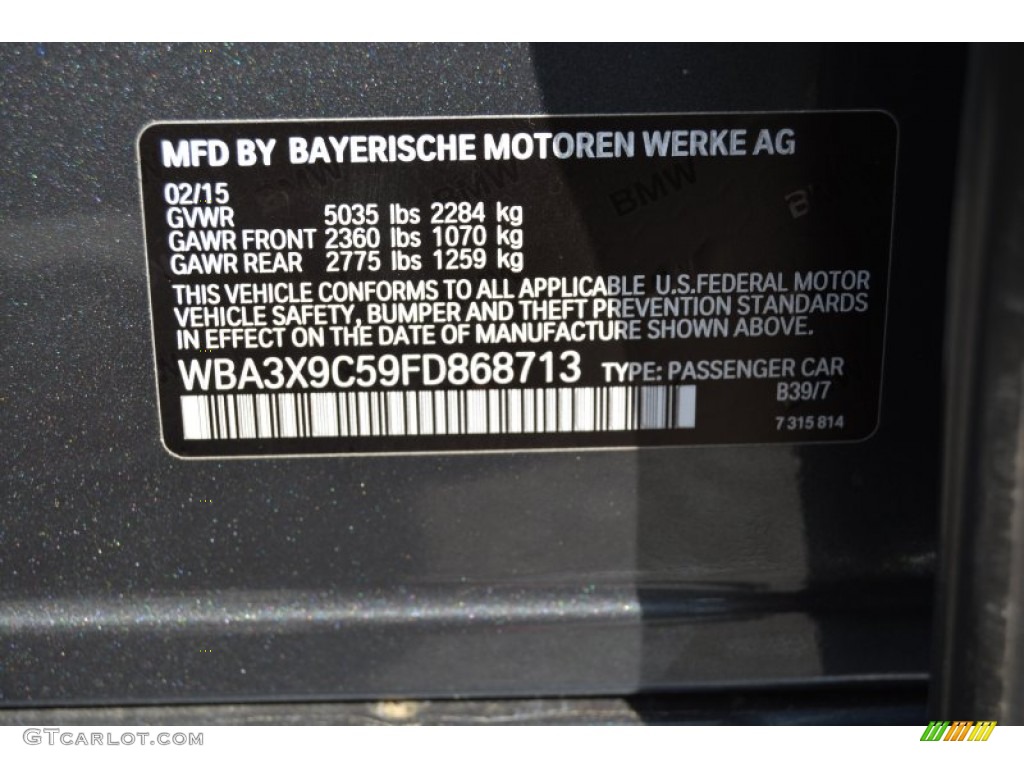 MFD BY BAYERISCHE MOTOREN WERKE AG
BMW BMW BMW B
02/15
GVWR 5035 lbs 2284 kg
GAWR FRONT 2360 lbs 1070 kg
GAWR REAR 2775 lbs 1259 kg
THIS VEHICLE CONFORMS TO ALL APPLICABLE U.S.FEDERAL MOTOR
VEHICLE SAFETY, BUMPER AND THEFT PREVENTION STANDARDS
IN EFFECT ON THE DATE OF MANUFACTURE SHOWN ABOVE.
WBA3X9C59FD868713 TYPE: PASSENGER CAR
B39/7
7 315 814
GTCarLot.com